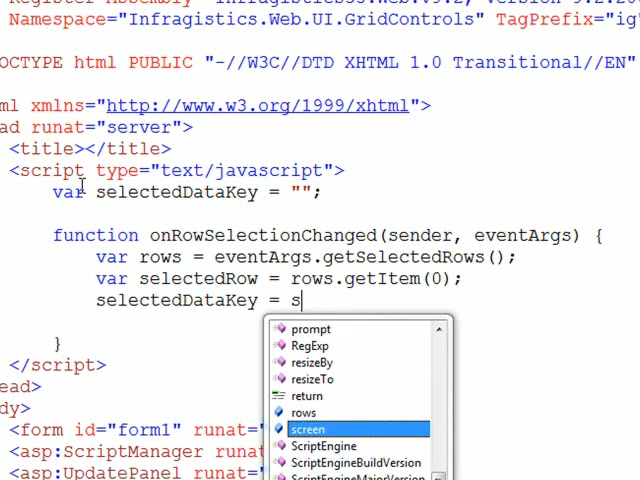 Namespace="Infragistics.Web.UI.GridControls" TagPrefix="ig"
OCTYPE html PUBLIC "-//W3C//DTD XHTML 1.0 Transitional//EN"
ml xmlns="http://www.w3.org/1999/xhtml">
ad runat="server">
<title></title>
<script type="text/javascript">
var selectedDataKey = "";
function onRowSelectionChanged(sender, eventArgs) {
var rows = eventArgs.getSelectedRows();
var selectedRow = rows.getItem(0);
selectedDataKey = s
prompt
RegExp
resizeBy
resizeTo
return
rows
screen
ScriptEngine
ScriptEngineBuildVersion
}
</script>
ead>
dy>
<form id="form1" runat=
<asp:ScriptManager runat
<asp:UpdatePanel runat=